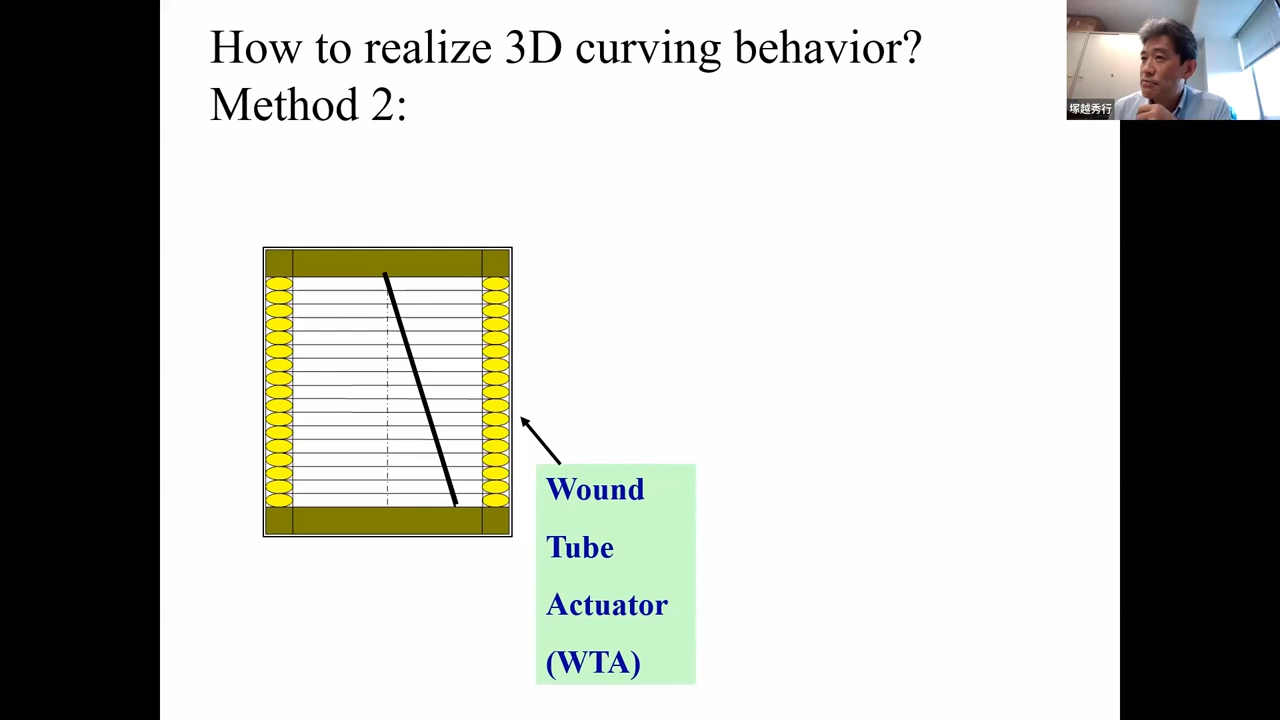 How to realize 3D curving behavior?
Method 2:
塚越秀行
Wound
Tube
Actuator
(WTA)